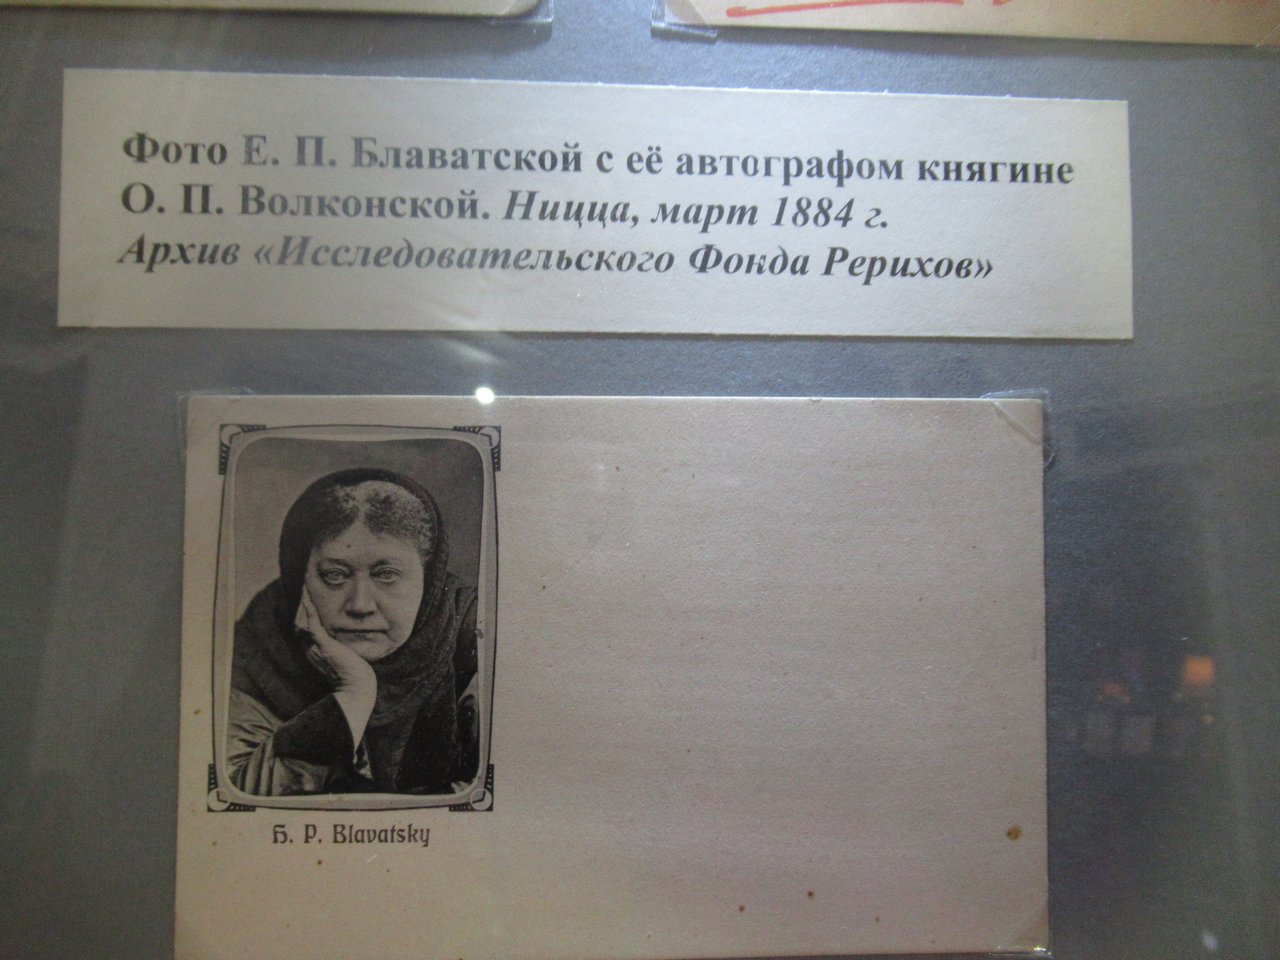 Фото Е. П. Блаватской с её автографом княгине
О. П. Волконской. Ницца, март 1884 г.
Архив «Исследовательского Фонда Рерихов»
H. P. Blavatsky